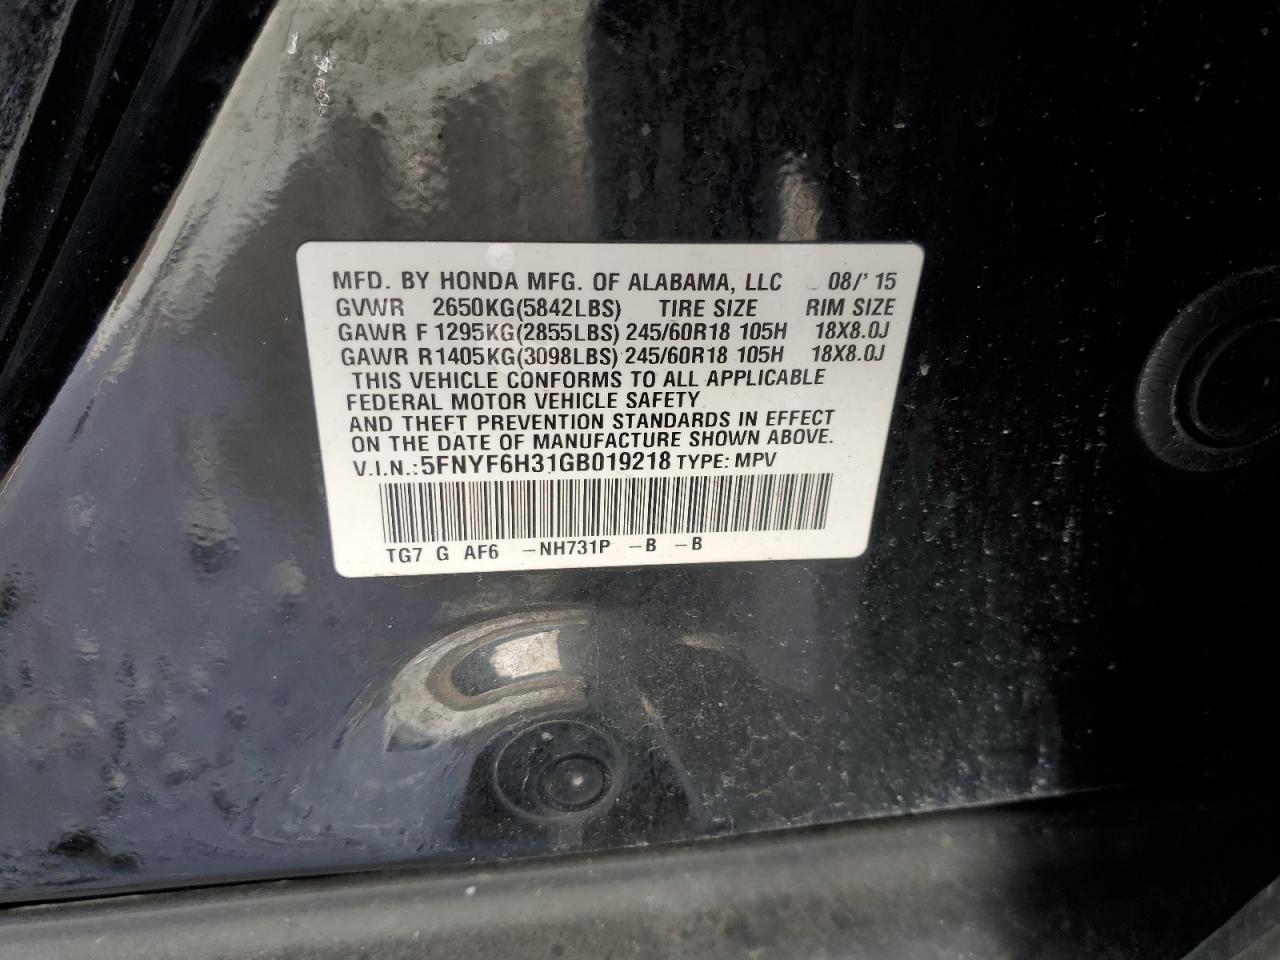 MFD. BY HONDA MFG. OF ALABAMA, LLC 08/'15
GVWR 2650KG(5842LBS) TIRE SIZE RIM SIZE
GAWR F 1295KG(2855LBS) 245/60R18 105H 18X8.0J
GAWR R1405KG(3098LBS) 245/60R18 105H 18X8.0J
THIS VEHICLE CONFORMS TO ALL APPLICABLE
FEDERAL MOTOR VEHICLE SAFETY
AND THEFT PREVENTION STANDARDS IN EFFECT
ON THE DATE OF MANUFACTURE SHOWN ABOVE.
V.I.N.:5FNYF6H31GB019218 TYPE: MPV
TG7 G AF6 -NH731P -B -B